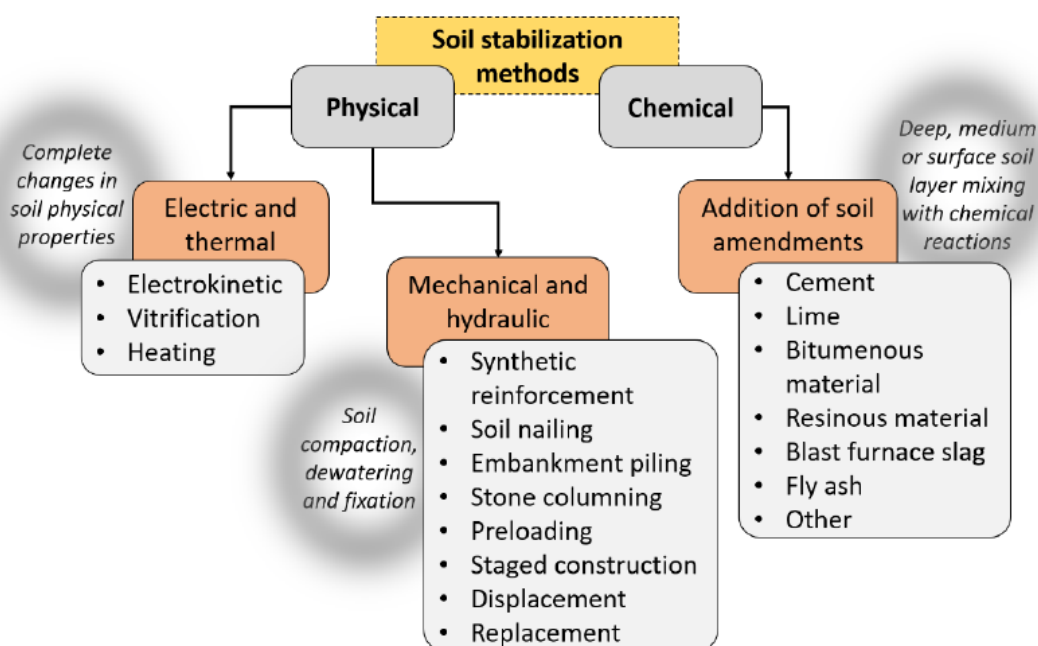 Soil stabilization
methods
Physical
Chemical
Complete
changes in
soil physical
properties
Electric and
thermal
• Electrokinetic
• Vitrification
• Heating
Mechanical and
hydraulic
Soil
compaction,
dewatering
and fixation
• Synthetic
reinforcement
• Soil nailing
• Embankment piling
• Stone columning
• Preloading
• Staged construction
• Displacement
• Replacement
Deep, medium
or surface soil
layer mixing
with chemical
reactions
Addition of soil
amendments
• Cement
• Lime
• Bitumenous
material
• Resinous material
• Blast furnace slag
• Fly ash
• Other